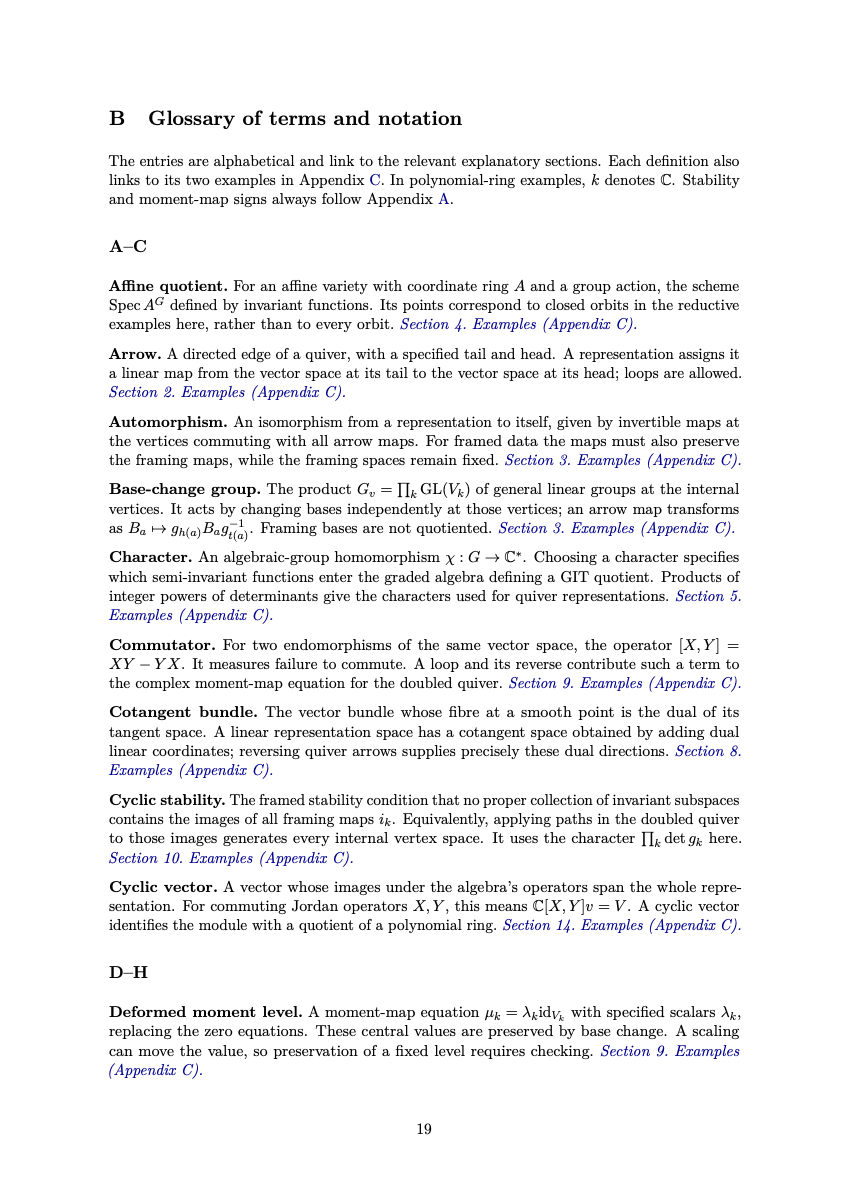 B Glossary of terms and notation
The entries are alphabetical and link to the relevant explanatory sections. Each definition also
links to its two examples in Appendix C. In polynomial-ring examples, k denotes ℂ. Stability
and moment-map signs always follow Appendix A.
A–C
Affine quotient. For an affine variety with coordinate ring A and a group action, the scheme
Spec A^G defined by invariant functions. Its points correspond to closed orbits in the reductive
examples here, rather than to every orbit. Section 4. Examples (Appendix C).
Arrow. A directed edge of a quiver, with a specified tail and head. A representation assigns it
a linear map from the vector space at its tail to the vector space at its head; loops are allowed.
Section 2. Examples (Appendix C).
Automorphism. An isomorphism from a representation to itself, given by invertible maps at
the vertices commuting with all arrow maps. For framed data the maps must also preserve
the framing maps, while the framing spaces remain fixed. Section 3. Examples (Appendix C).
Base-change group. The product G_v = ∏_k GL(V_k) of general linear groups at the internal
vertices. It acts by changing bases independently at those vertices; an arrow map transforms
as B_a ↦ g_{h(a)}B_a g_{t(a)}^{-1}. Framing bases are not quotiented. Section 3. Examples (Appendix C).
Character. An algebraic-group homomorphism χ : G → ℂ*. Choosing a character specifies
which semi-invariant functions enter the graded algebra defining a GIT quotient. Products of
integer powers of determinants give the characters used for quiver representations. Section 5.
Examples (Appendix C).
Commutator. For two endomorphisms of the same vector space, the operator [X, Y] =
XY − YX. It measures failure to commute. A loop and its reverse contribute such a term to
the complex moment-map equation for the doubled quiver. Section 9. Examples (Appendix C).
Cotangent bundle. The vector bundle whose fibre at a smooth point is the dual of its
tangent space. A linear representation space has a cotangent space obtained by adding dual
linear coordinates; reversing quiver arrows supplies precisely these dual directions. Section 8.
Examples (Appendix C).
Cyclic stability. The framed stability condition that no proper collection of invariant subspaces
contains the images of all framing maps i_k. Equivalently, applying paths in the doubled quiver
to those images generates every internal vertex space. It uses the character ∏_k det g_k here.
Section 10. Examples (Appendix C).
Cyclic vector. A vector whose images under the algebra's operators span the whole repre-
sentation. For commuting Jordan operators X, Y, this means ℂ[X, Y]v = V. A cyclic vector
identifies the module with a quotient of a polynomial ring. Section 14. Examples (Appendix C).
D–H
Deformed moment level. A moment-map equation μ_k = λ_k id_{V_k} with specified scalars λ_k,
replacing the zero equations. These central values are preserved by base change. A scaling
can move the value, so preservation of a fixed level requires checking. Section 9. Examples
(Appendix C).
19